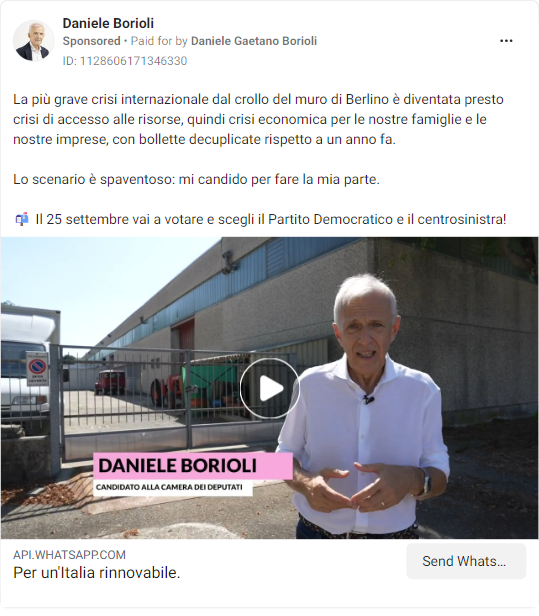 Daniele Borioli
Sponsored • Paid for by Daniele Gaetano Borioli
ID: 1128606171346330
La più grave crisi internazionale dal crollo del muro di Berlino è diventata presto
crisi di accesso alle risorse, quindi crisi economica per le nostre famiglie e le
nostre imprese, con bollette decuplicate rispetto a un anno fa.
Lo scenario è spaventoso: mi candido per fare la mia parte.
📬 Il 25 settembre vai a votare e scegli il Partito Democratico e il centrosinistra!
DANIELE BORIOLI
CANDIDATO ALLA CAMERA DEI DEPUTATI
API.WHATSAPP.COM
Per un'Italia rinnovabile.
Send Whats...